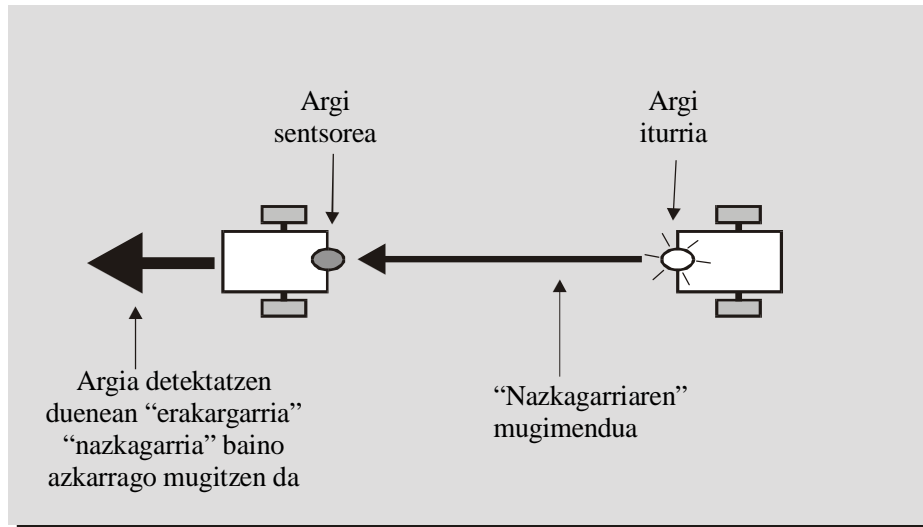 Argi
sentsorea
Argi
iturria
Argia detektatzen
duenean “erakargarria”
“nazkagarria” baino
azkarrago mugitzen da
“Nazkagarriaren”
mugimendua